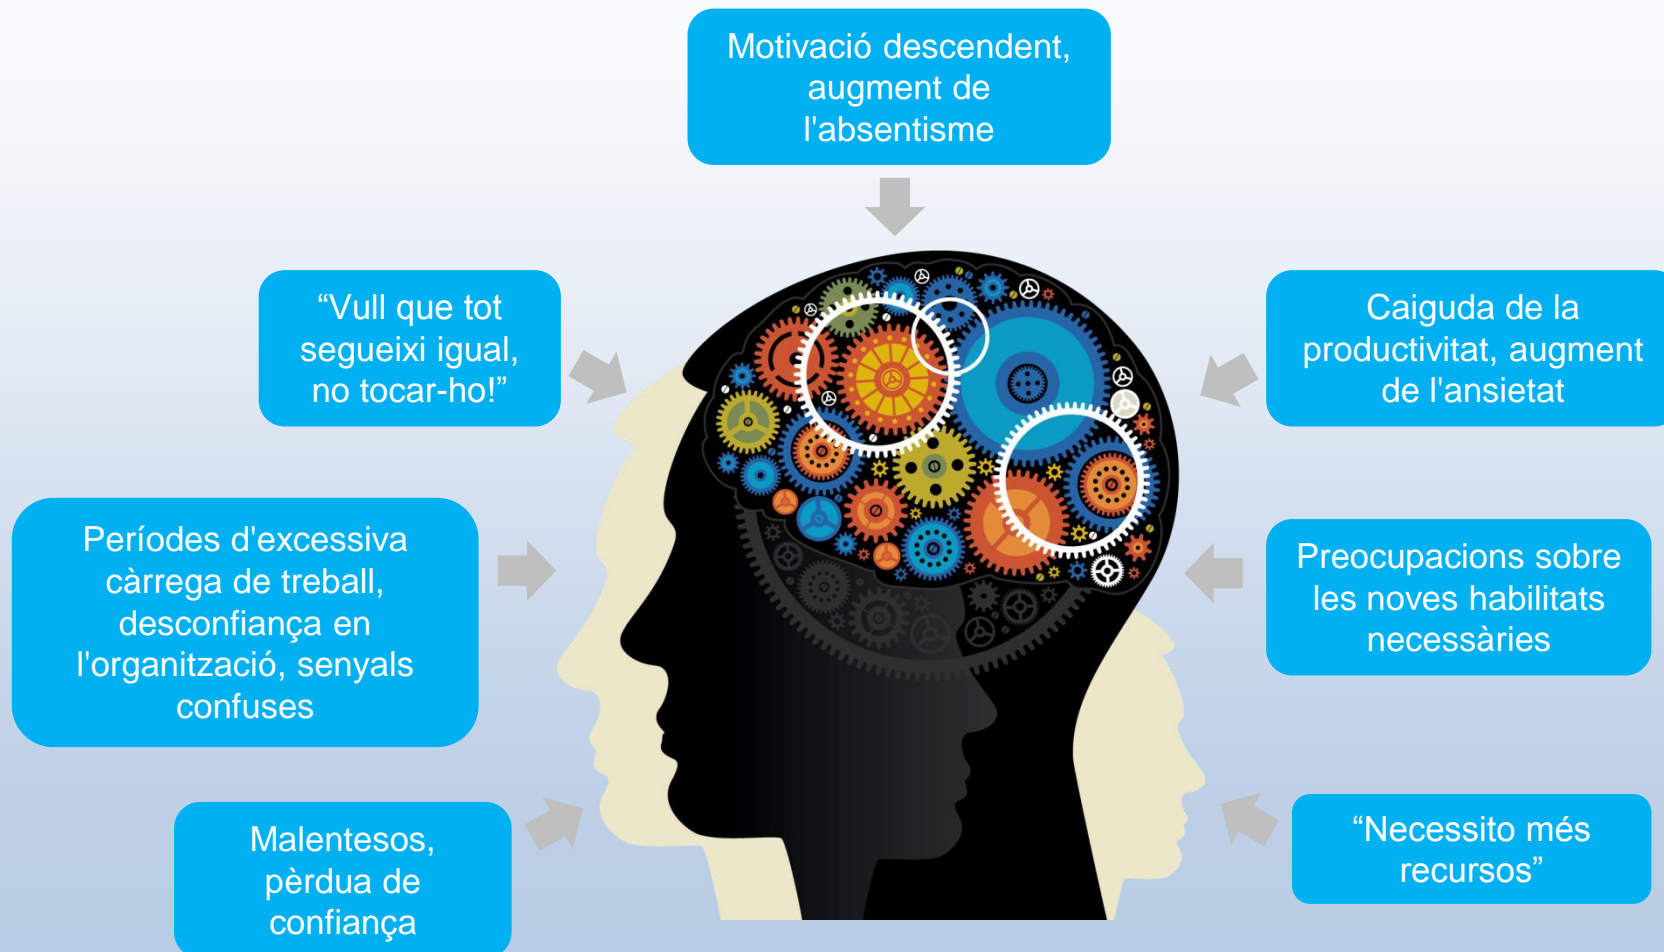 Motivació descendent,
augment de
l'absentisme
“Vull que tot
segueixi igual,
no tocar-ho!”
Caiguda de la
productivitat, augment
de l'ansietat
Períodes d'excessiva
càrrega de treball,
desconfiança en
l'organització, senyals
confuses
Preocupacions sobre
les noves habilitats
necessàries
Malentesos,
pèrdua de
confiança
“Necessito més
recursos”